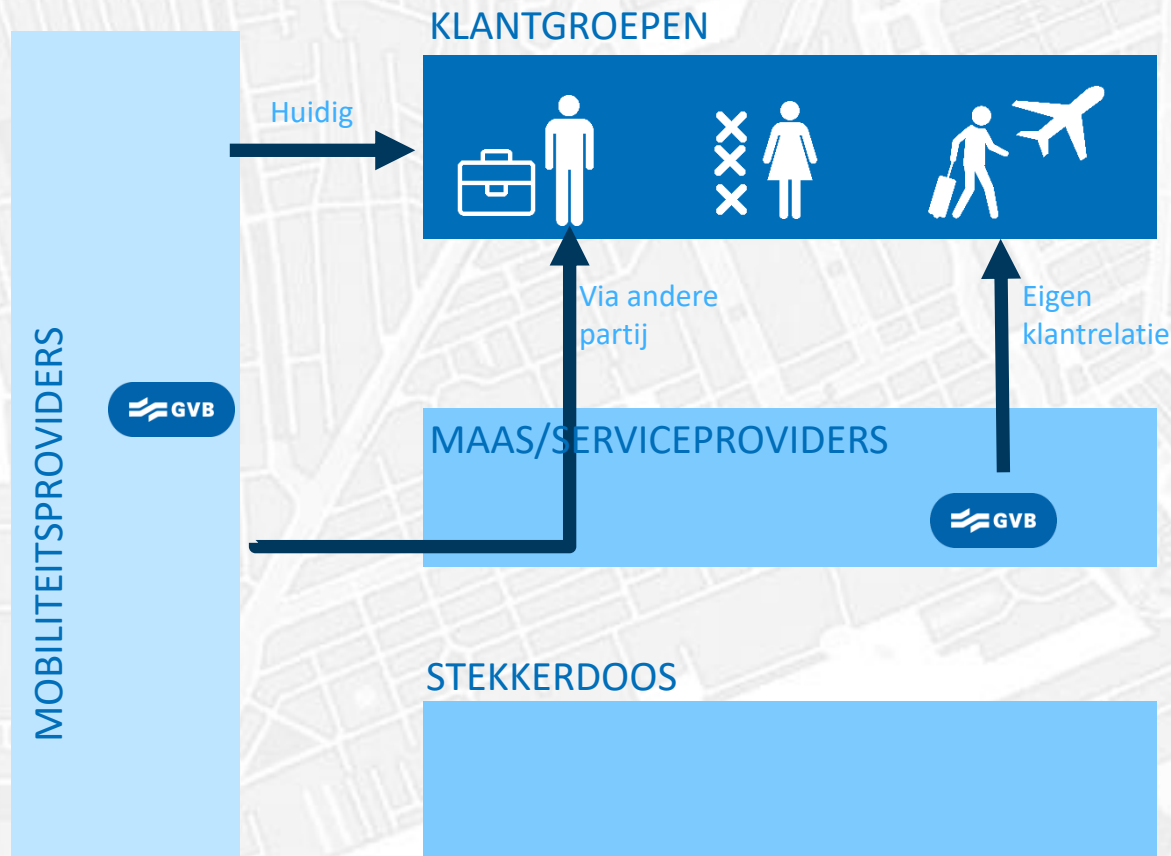 KLANTGROEPEN
Huidig
Via andere
partij
Eigen
klantrelatie
MOBILITEITSPROVIDERS
GVB
MAAS/SERVICEPROVIDERS
GVB
STEKKERDOOS